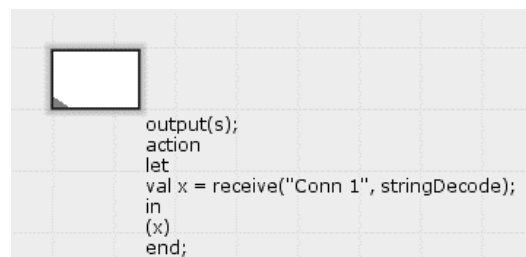 output(s);
action
let
val x = receive("Conn 1", stringDecode);
in
(x)
end;